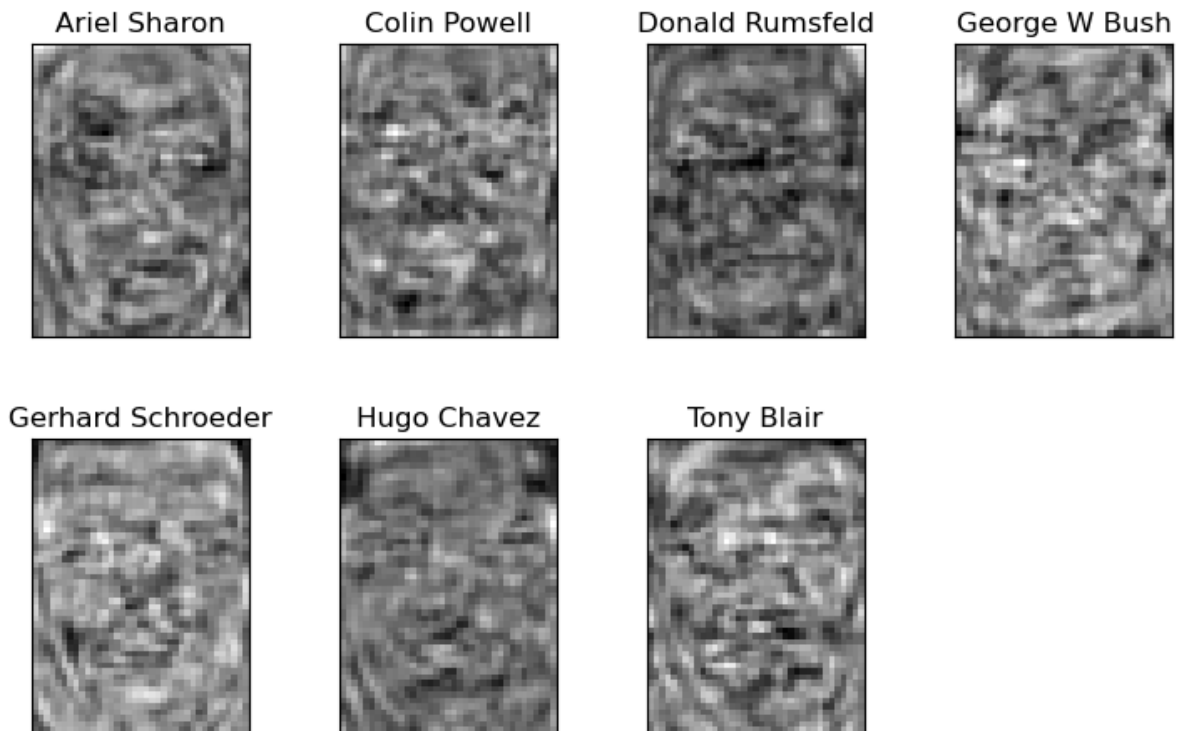 Ariel Sharon
Colin Powell
Donald Rumsfeld
George W Bush
Gerhard Schroeder
Hugo Chavez
Tony Blair